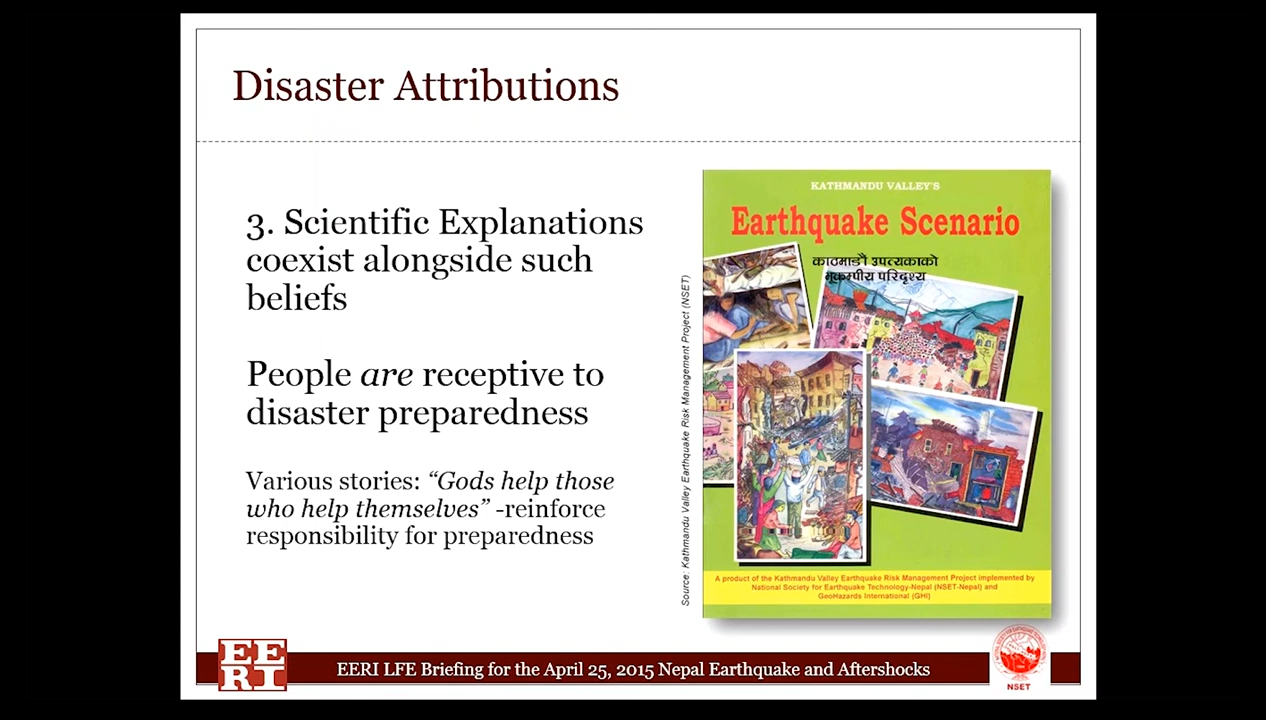 Disaster Attributions
3. Scientific Explanations
coexist alongside such
beliefs
People are receptive to
disaster preparedness
Various stories: “Gods help those
who help themselves” -reinforce
responsibility for preparedness
Source: Kathmandu Valley Earthquake Risk Management Project (NSET)
KATHMANDU VALLEY'S
Earthquake Scenario
काठमाडौं उपत्यकाको
भूकम्पीय परिदृश्य
A product of the Kathmandu Valley Earthquake Risk Management Project implemented by
National Society for Earthquake Technology-Nepal (NSET-Nepal) and
GeoHazards International (GHI)
EE
RI
EERI LFE Briefing for the April 25, 2015 Nepal Earthquake and Aftershocks
NSET